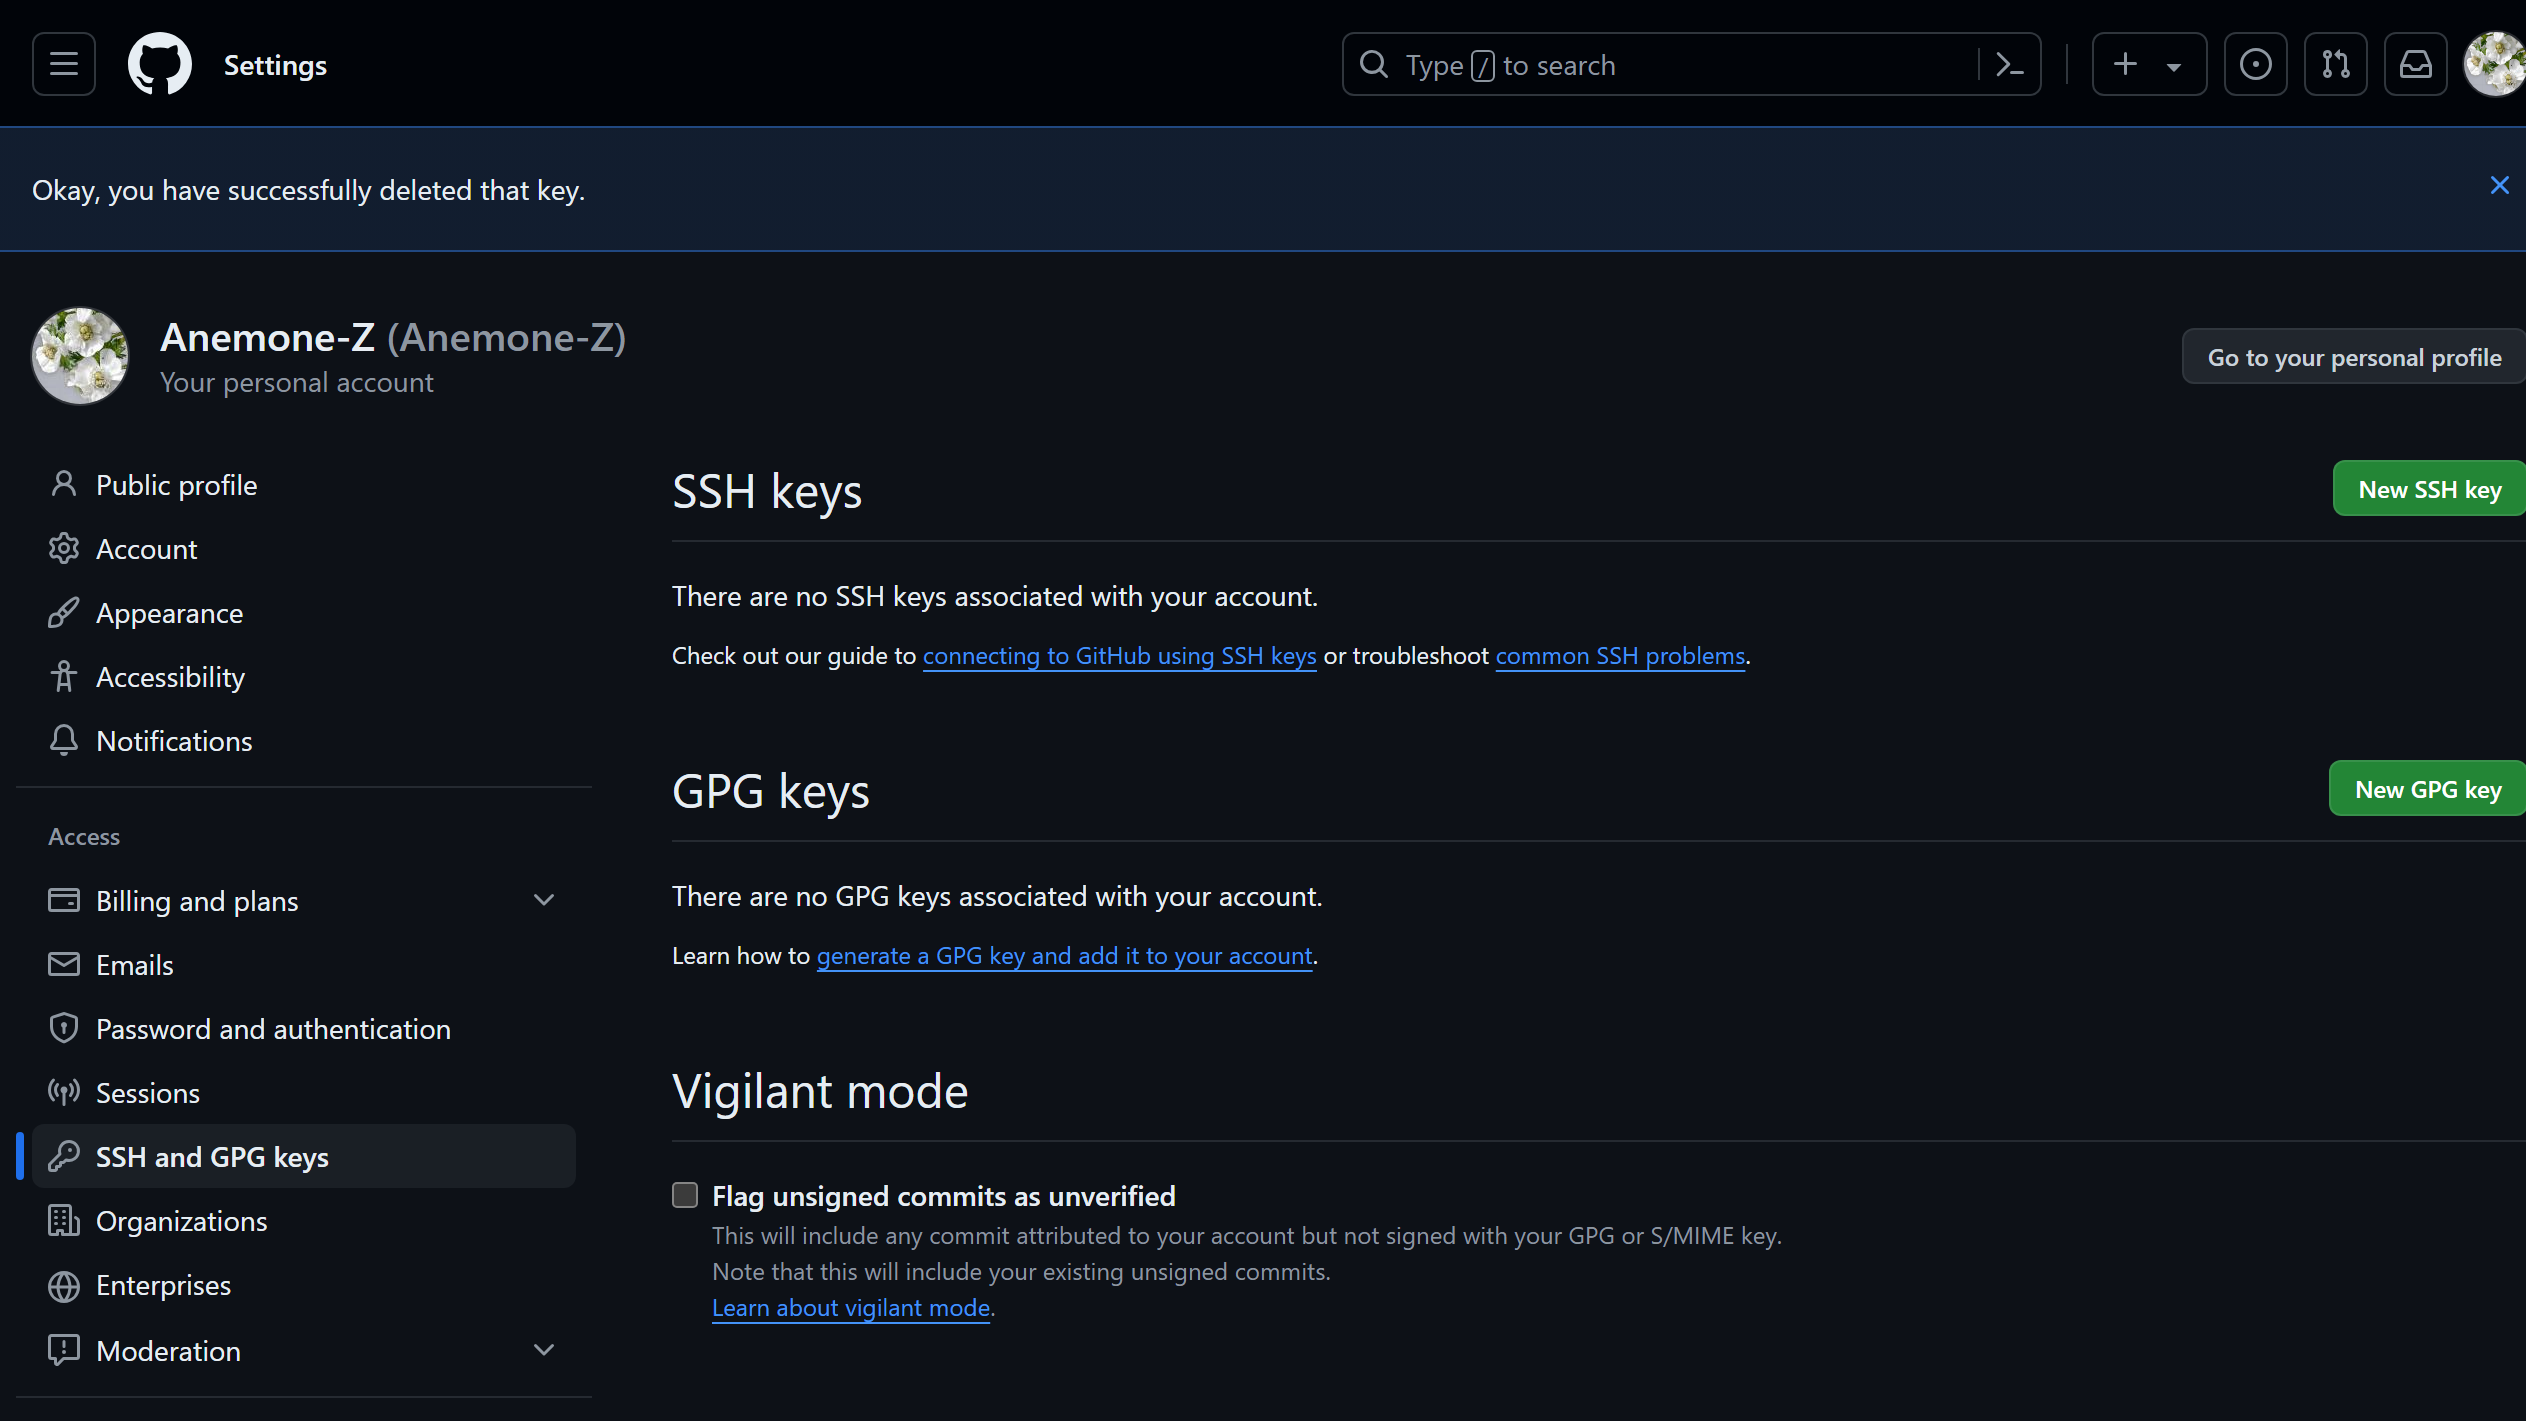 Settings
Type / to search
Okay, you have successfully deleted that key.
Anemone-Z (Anemone-Z)
Your personal account
Go to your personal profile
Public profile
Account
Appearance
Accessibility
Notifications
Access
Billing and plans
Emails
Password and authentication
Sessions
SSH and GPG keys
Organizations
Enterprises
Moderation
SSH keys
New SSH key
There are no SSH keys associated with your account.
Check out our guide to connecting to GitHub using SSH keys or troubleshoot common SSH problems.
GPG keys
New GPG key
There are no GPG keys associated with your account.
Learn how to generate a GPG key and add it to your account.
Vigilant mode
Flag unsigned commits as unverified
This will include any commit attributed to your account but not signed with your GPG or S/MIME key.
Note that this will include your existing unsigned commits.
Learn about vigilant mode.